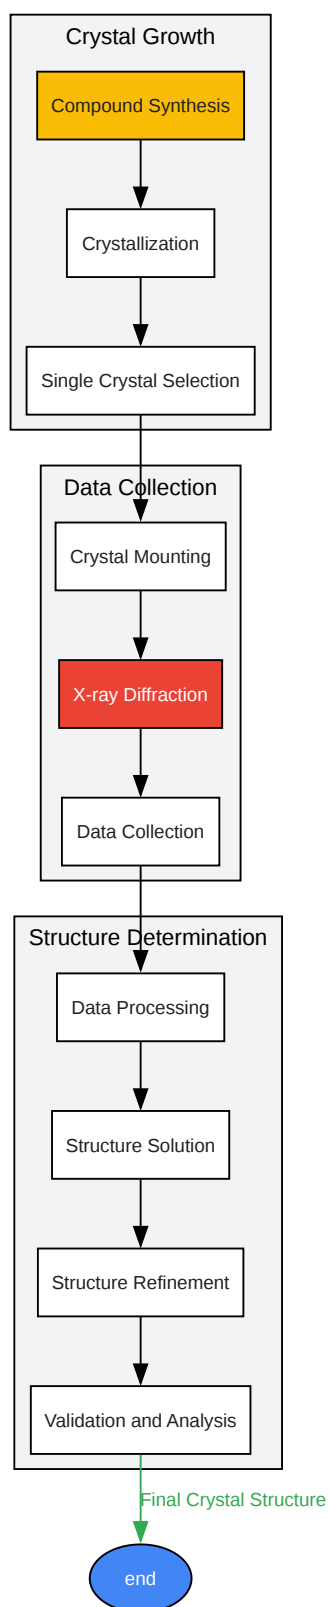 Crystal Growth
Compound Synthesis
Crystallization
Single Crystal Selection
Data Collection
Crystal Mounting
X-ray Diffraction
Data Collection
Structure Determination
Data Processing
Structure Solution
Structure Refinement
Validation and Analysis
Final Crystal Structure
end